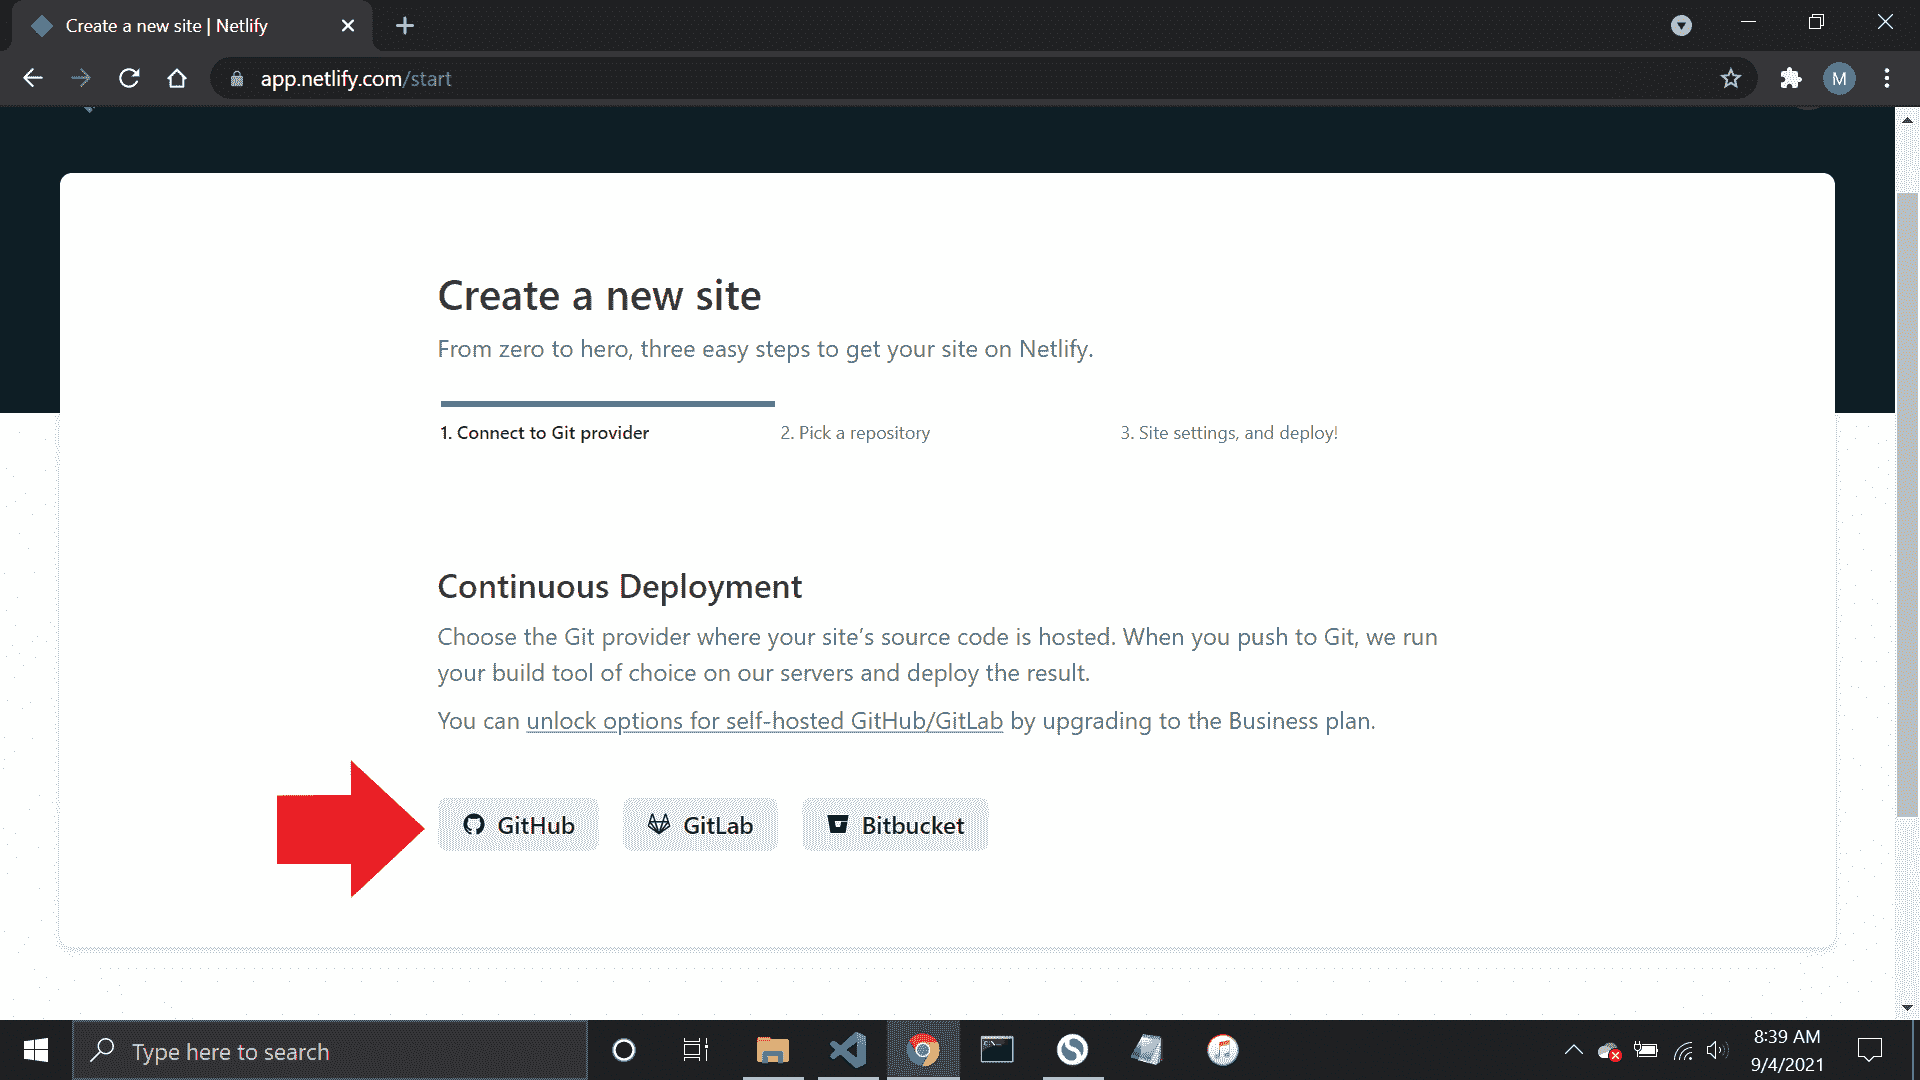 Create a new site | Netlify
app.netlify.com/start
M
Create a new site
From zero to hero, three easy steps to get your site on Netlify.
1. Connect to Git provider
2. Pick a repository
3. Site settings, and deploy!
Continuous Deployment
Choose the Git provider where your site’s source code is hosted. When you push to Git, we run
your build tool of choice on our servers and deploy the result.
You can unlock options for self-hosted GitHub/GitLab by upgrading to the Business plan.
GitHub
GitLab
Bitbucket
Type here to search
8:39 AM
9/4/2021